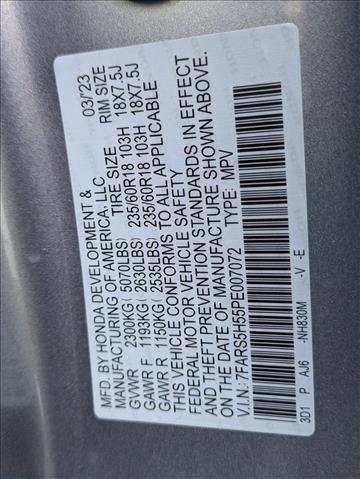 MFD. BY HONDA DEVELOPMENT & 03/'23
MANUFACTURING OF AMERICA, LLC
TIRE SIZE RIM SIZE
GVWR 2300KG( 5070LBS)
GAWR F 1193KG( 2630LBS) 235/60R18 103H 18X7.5J
GAWR R 1150KG( 2535LBS) 235/60R18 103H 18X7.5J
THIS VEHICLE CONFORMS TO ALL APPLICABLE
FEDERAL MOTOR VEHICLE SAFETY
AND THEFT PREVENTION STANDARDS IN EFFECT
ON THE DATE OF MANUFACTURE SHOWN ABOVE.
V.I.N.: 7FARS5H55PE007072 TYPE: MPV
3D1 P AJ6 -NH830M -V -E